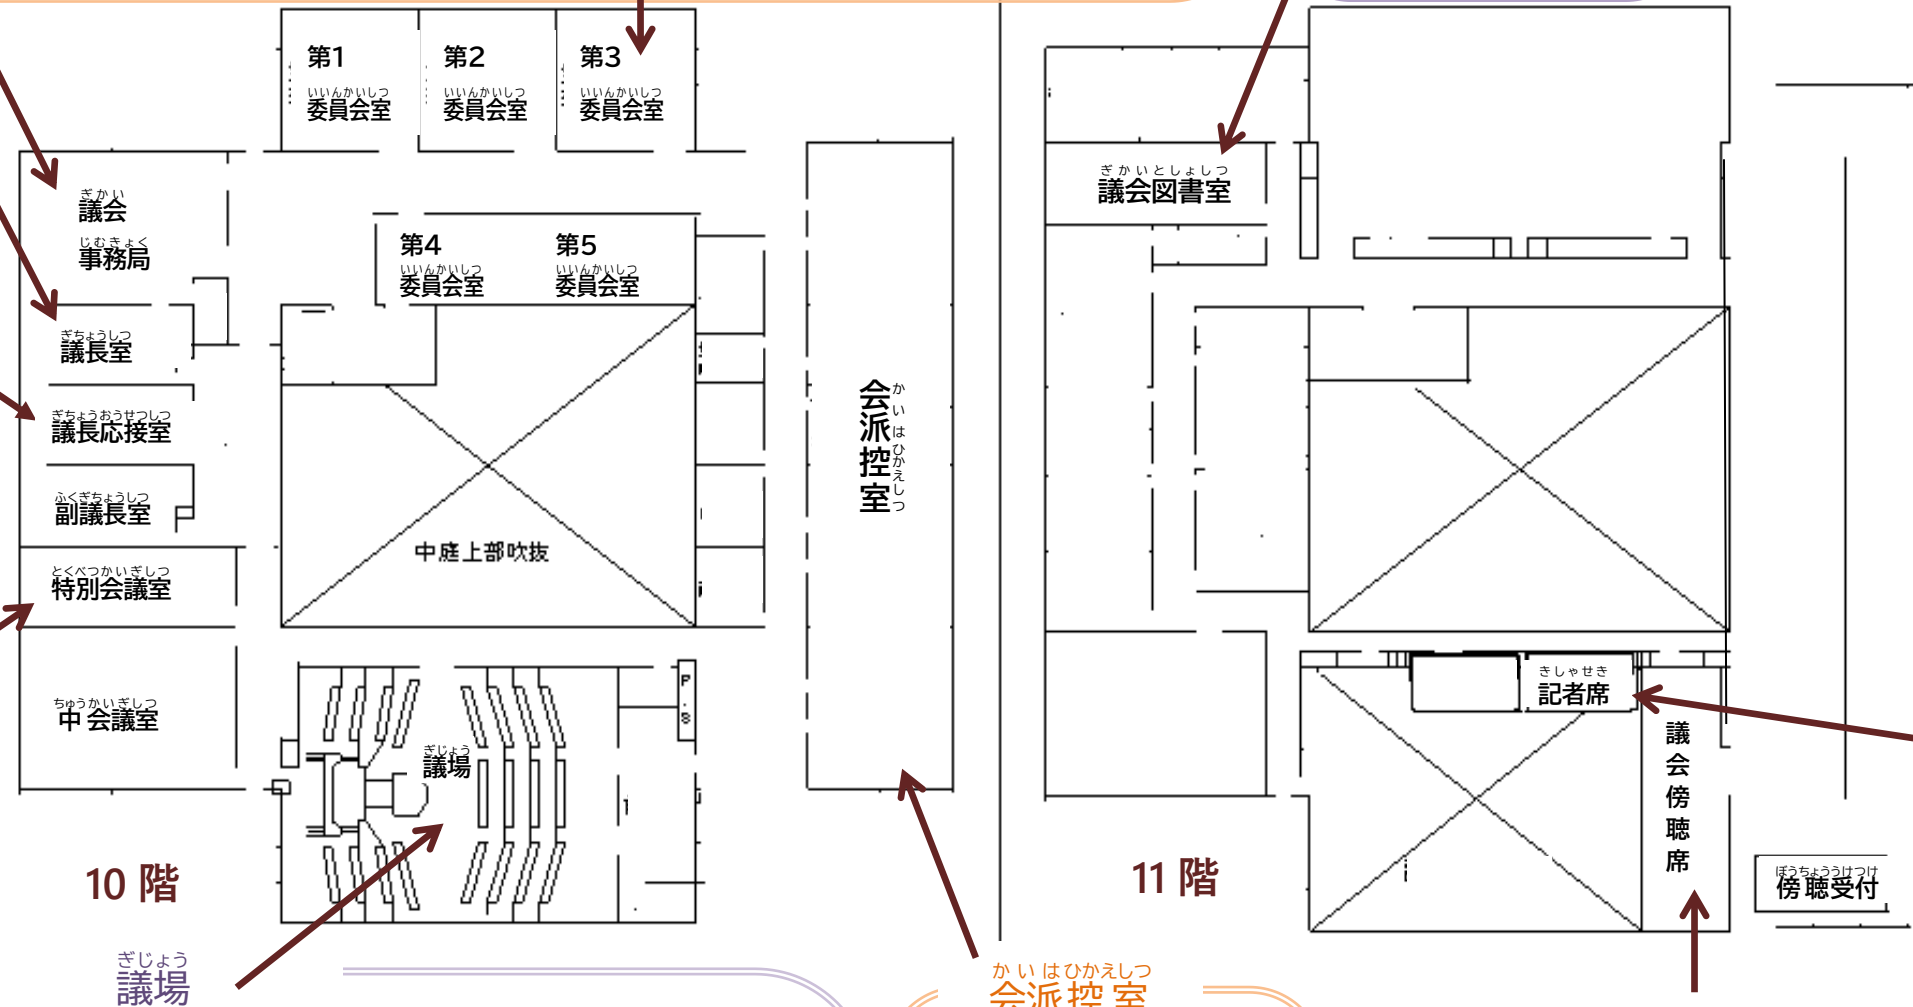 第1
いいんかいしつ
委員会室
第2
いいんかいしつ
委員会室
第3
いいんかいしつ
委員会室
ぎかい
議会
じむきょく
事務局
第4
いいんかいしつ
委員会室
第5
いいんかいしつ
委員会室
ぎちょうしつ
議長室
ぎちょうおうせつしつ
議長応接室
ふくぎちょうしつ
副議長室
とくべつかいぎしつ
特別会議室
ちゅうかいぎしつ
中会議室
中庭上部吹抜
かいはひかえしつ
会派控室
ぎじょう
議場
P
S
10階
ぎじょう
議場
かいはひかえしつ
会派控室
ぎかいとしょしつ
議会図書室
きしゃせき
記者席
議会傍聴席
ぼうちょううけつけ
傍聴受付
11階